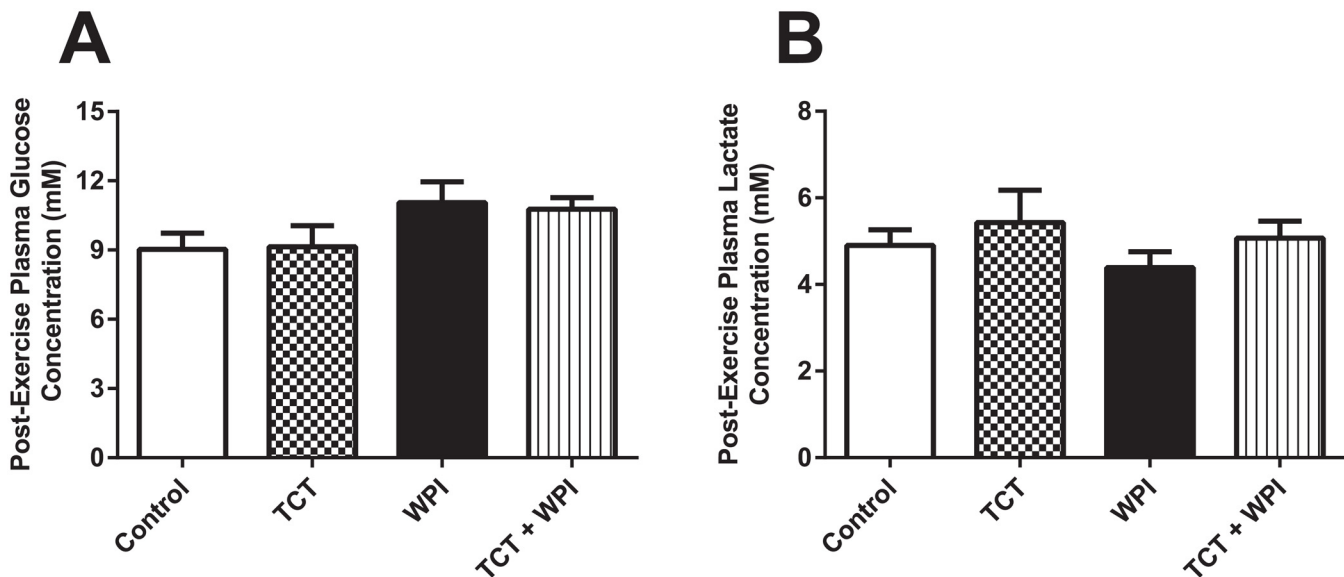 A
Post-Exercise Plasma Glucose
Concentration (mM)
15
12
9
6
3
0
Control
TCT
WPI
TCT + WPI
B
Post-Exercise Plasma Lactate
Concentration (mM)
8
6
4
2
0
Control
TCT
WPI
TCT + WPI